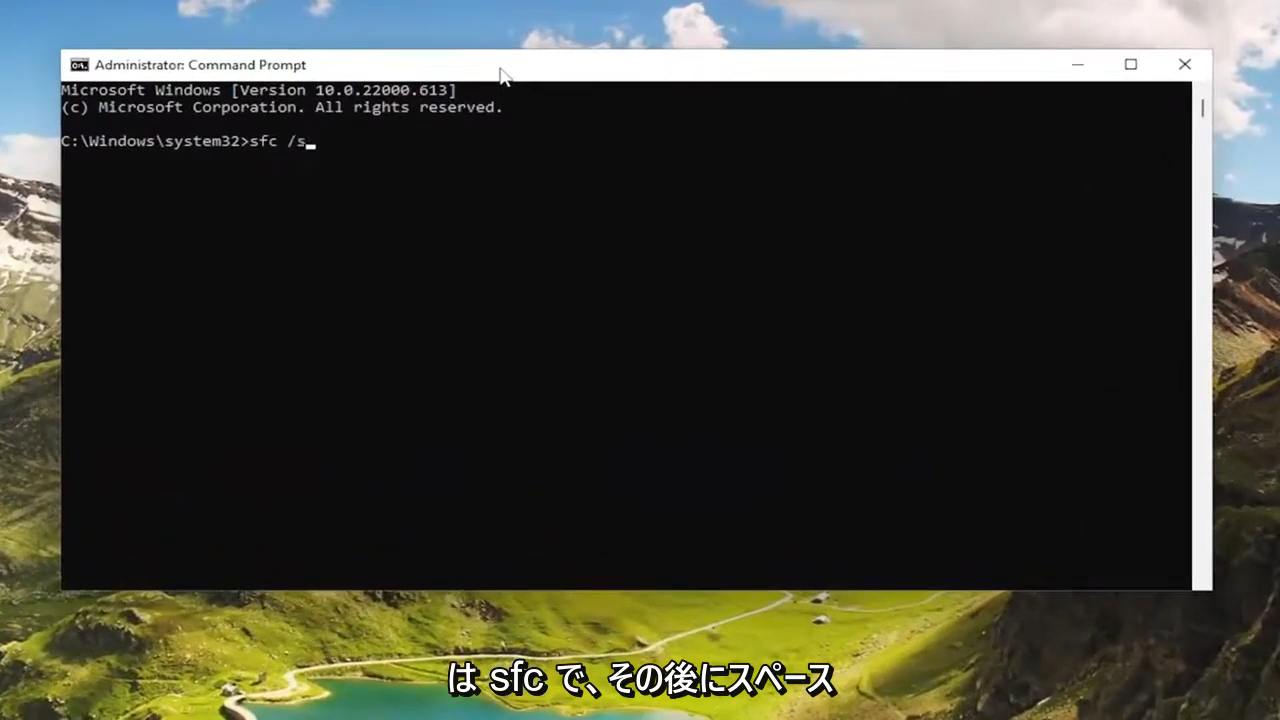 Administrator: Command Prompt
Microsoft Windows [Version 10.0.22000.613]
(c) Microsoft Corporation. All rights reserved.
C:\Windows\system32>sfc /s
は sfc で、その後にスペース